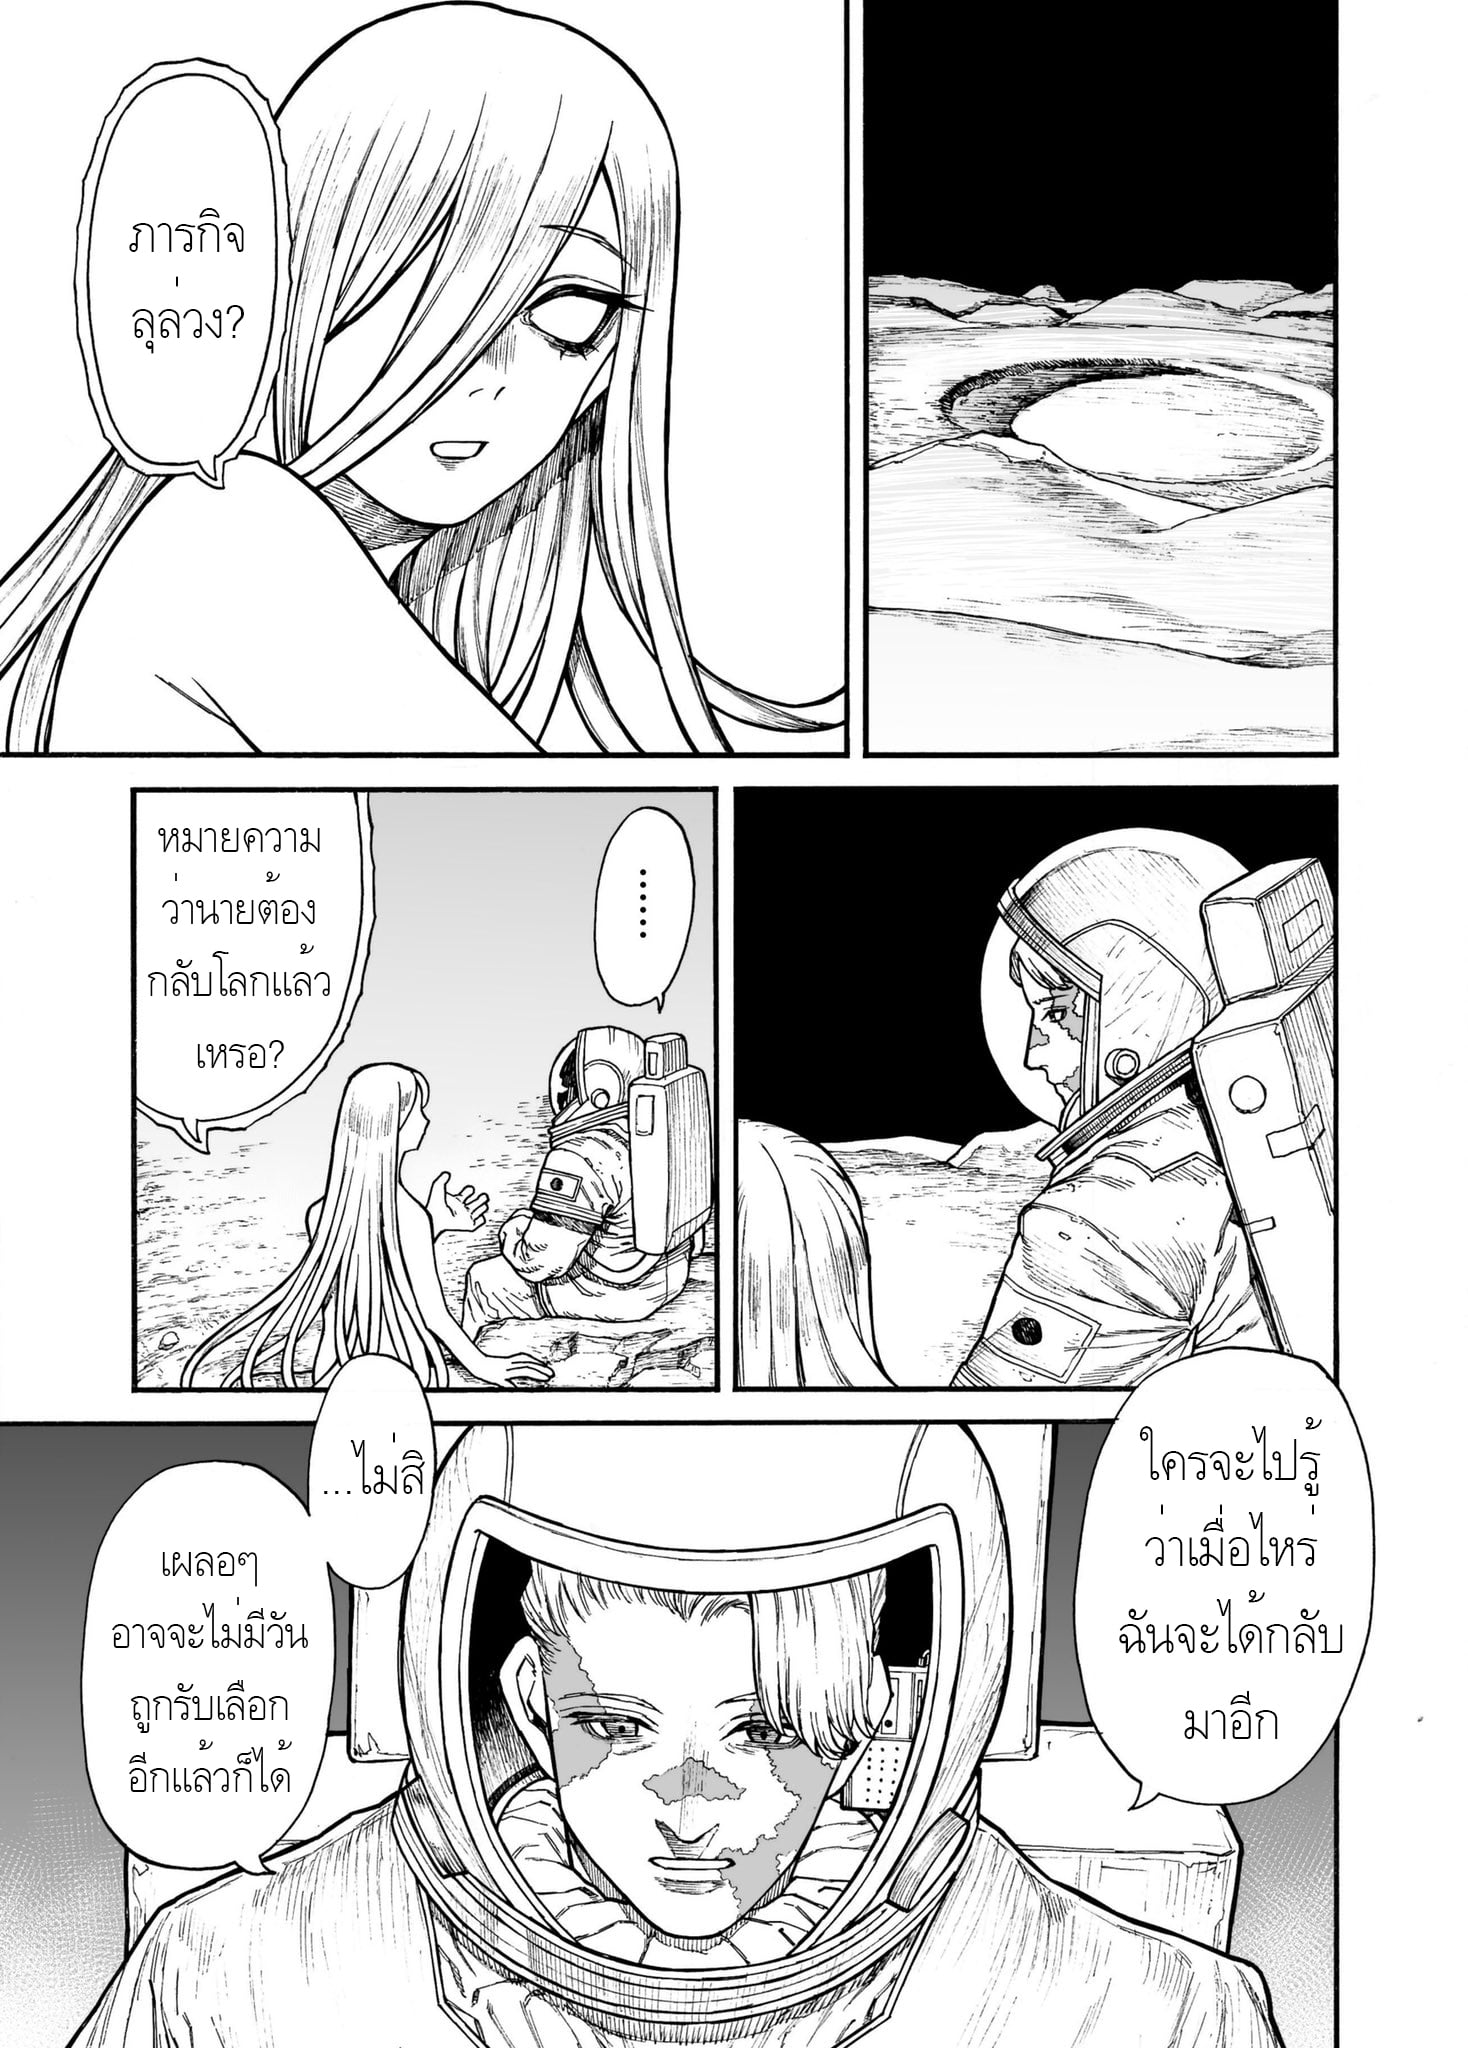 ภารกิจ
ลุล่วง?
……
หมายความ
ว่านายต้อง
กลับโลกแล้ว
เหรอ?
ใครจะไปรู้
ว่าเมื่อไหร่
ฉันจะได้กลับ
มาอีก
...ไม่สิ
เผลอๆ
อาจจะไม่มีวัน
ถูกรับเลือก
อีกแล้วก็ได้